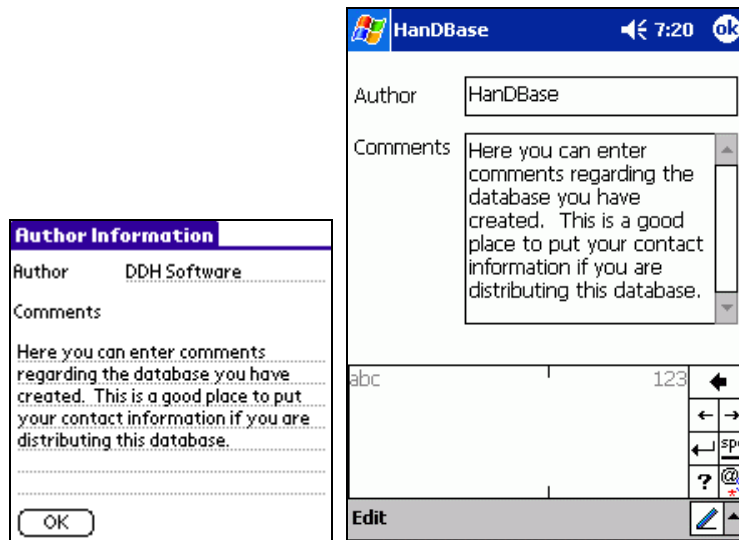 Author Information
Author DDH Software
Comments
Here you can enter comments
regarding the database you have
created. This is a good place to put
your contact information if you are
distributing this database.
OK
HanDBase 7:20 ok
Author HanDBase
Comments Here you can enter
comments regarding the
database you have
created. This is a good
place to put your contact
information if you are
distributing this database.
abc 123
?
@
*
Edit